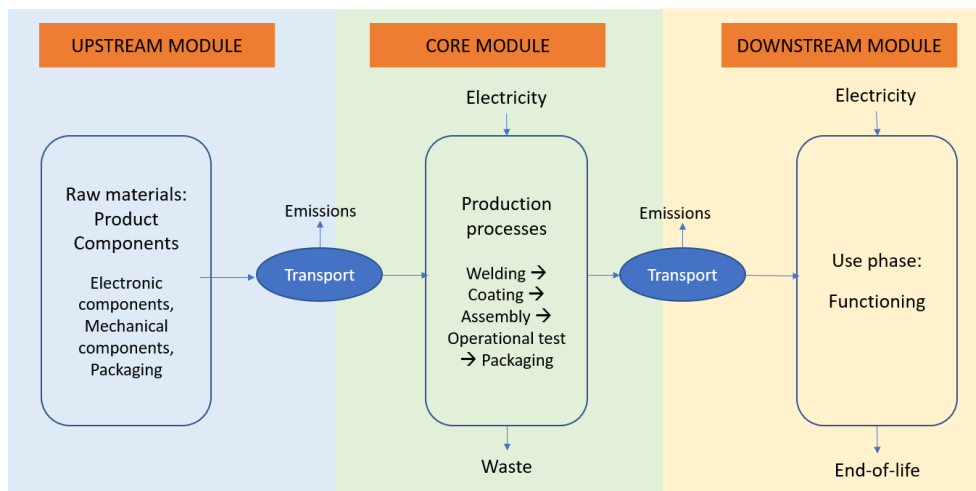 UPSTREAM MODULE
CORE MODULE
DOWNSTREAM MODULE
Electricity
Electricity
Raw materials:
Product
Components
Electronic
components,
Mechanical
components,
Packaging
Emissions
Transport
Production
processes
Welding →
Coating →
Assembly →
Operational test
→ Packaging
Emissions
Transport
Use phase:
Functioning
Waste
End-of-life